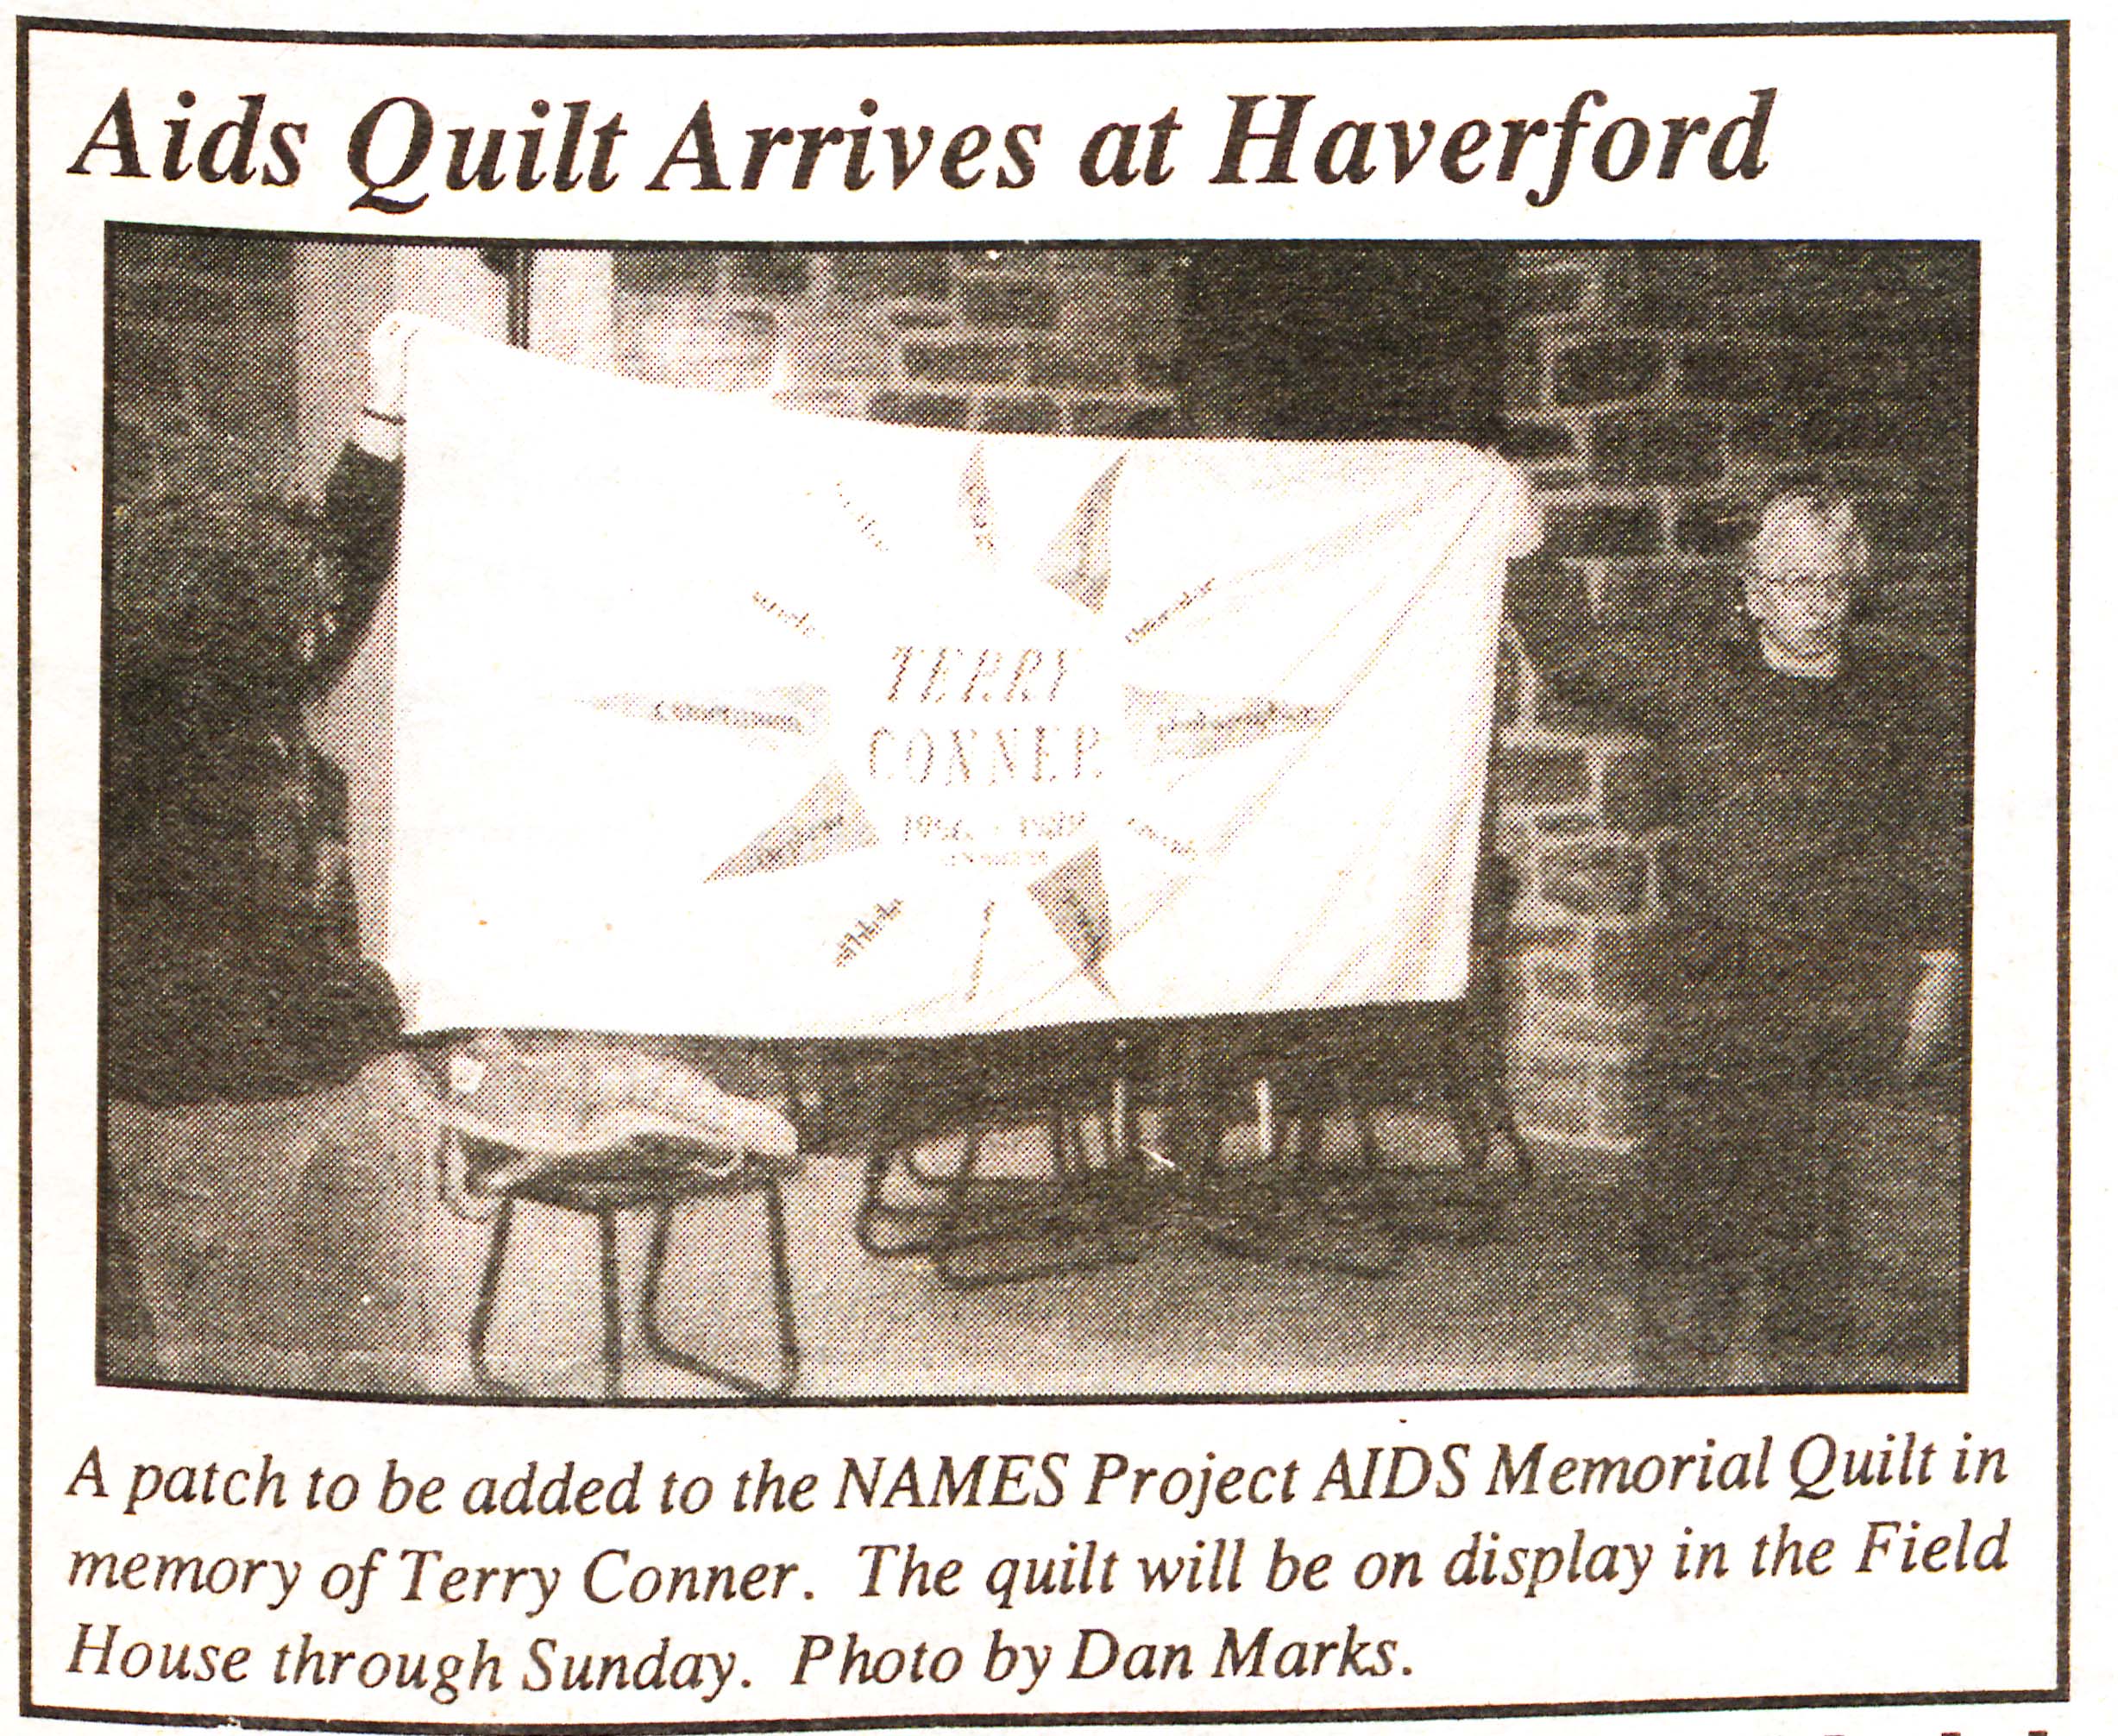 Aids Quilt Arrives at Haverford
TERRY
CONNER
A patch to be added to the NAMES Project AIDS Memorial Quilt in
memory of Terry Conner. The quilt will be on display in the Field
House through Sunday. Photo by Dan Marks.